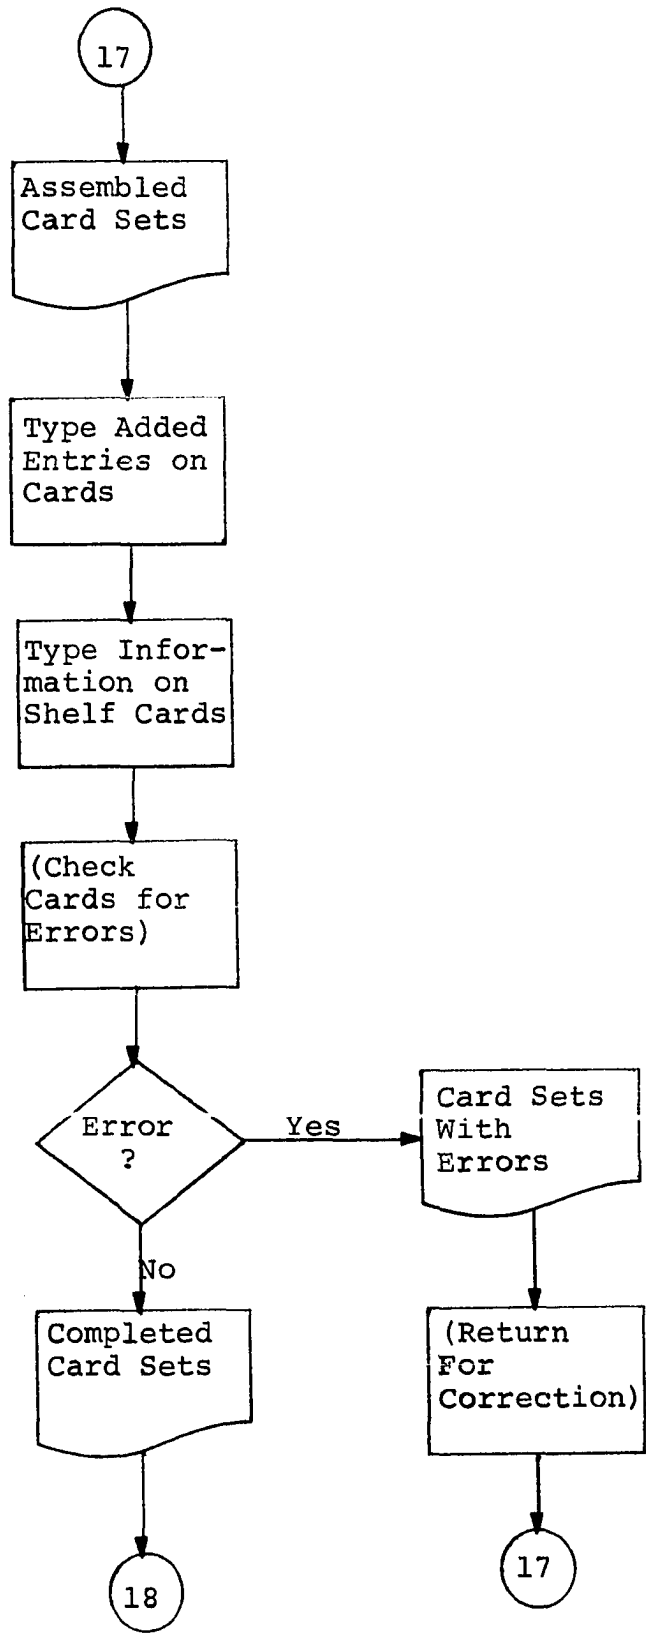 17
Assembled
Card Sets
Type Added
Entries on
Cards
Type Infor-
mation on
Shelf Cards
(Check
Cards for
Errors)
Error
?
Yes
Card Sets
With
Errors
No
Completed
Card Sets
(Return
For
Correction)
18
17